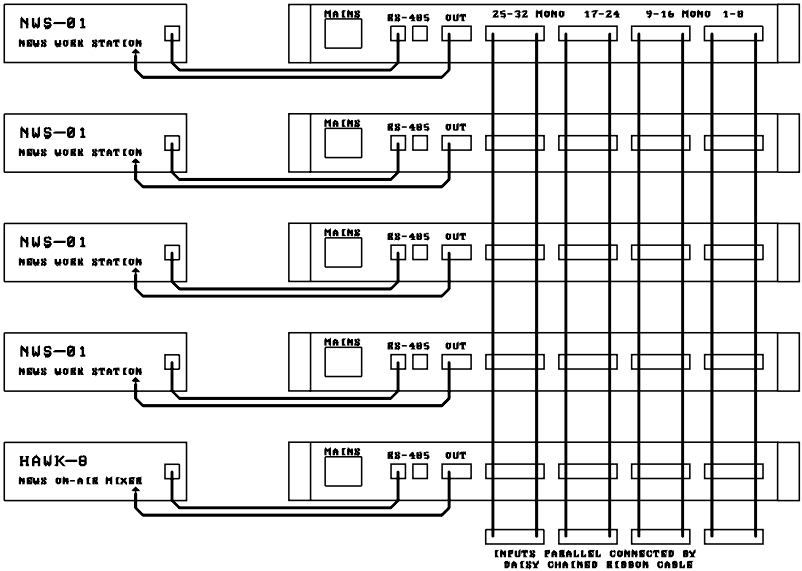 MAINS RS-485 OUT 25-32 MONO 17-24 9-16 MONO 1-8
NWS-01
NEWS WORK STATION
MAINS RS-485 OUT
NWS-01
NEWS WORK STATION
MAINS RS-485 OUT
NWS-01
NEWS WORK STATION
MAINS RS-485 OUT
NWS-01
NEWS WORK STATION
MAINS RS-485 OUT
HAWK-8
NEWS ON-AIR MIXER
INPUTS PARALLEL CONNECTED BY
DAISY CHAINED RIBBON CABLE